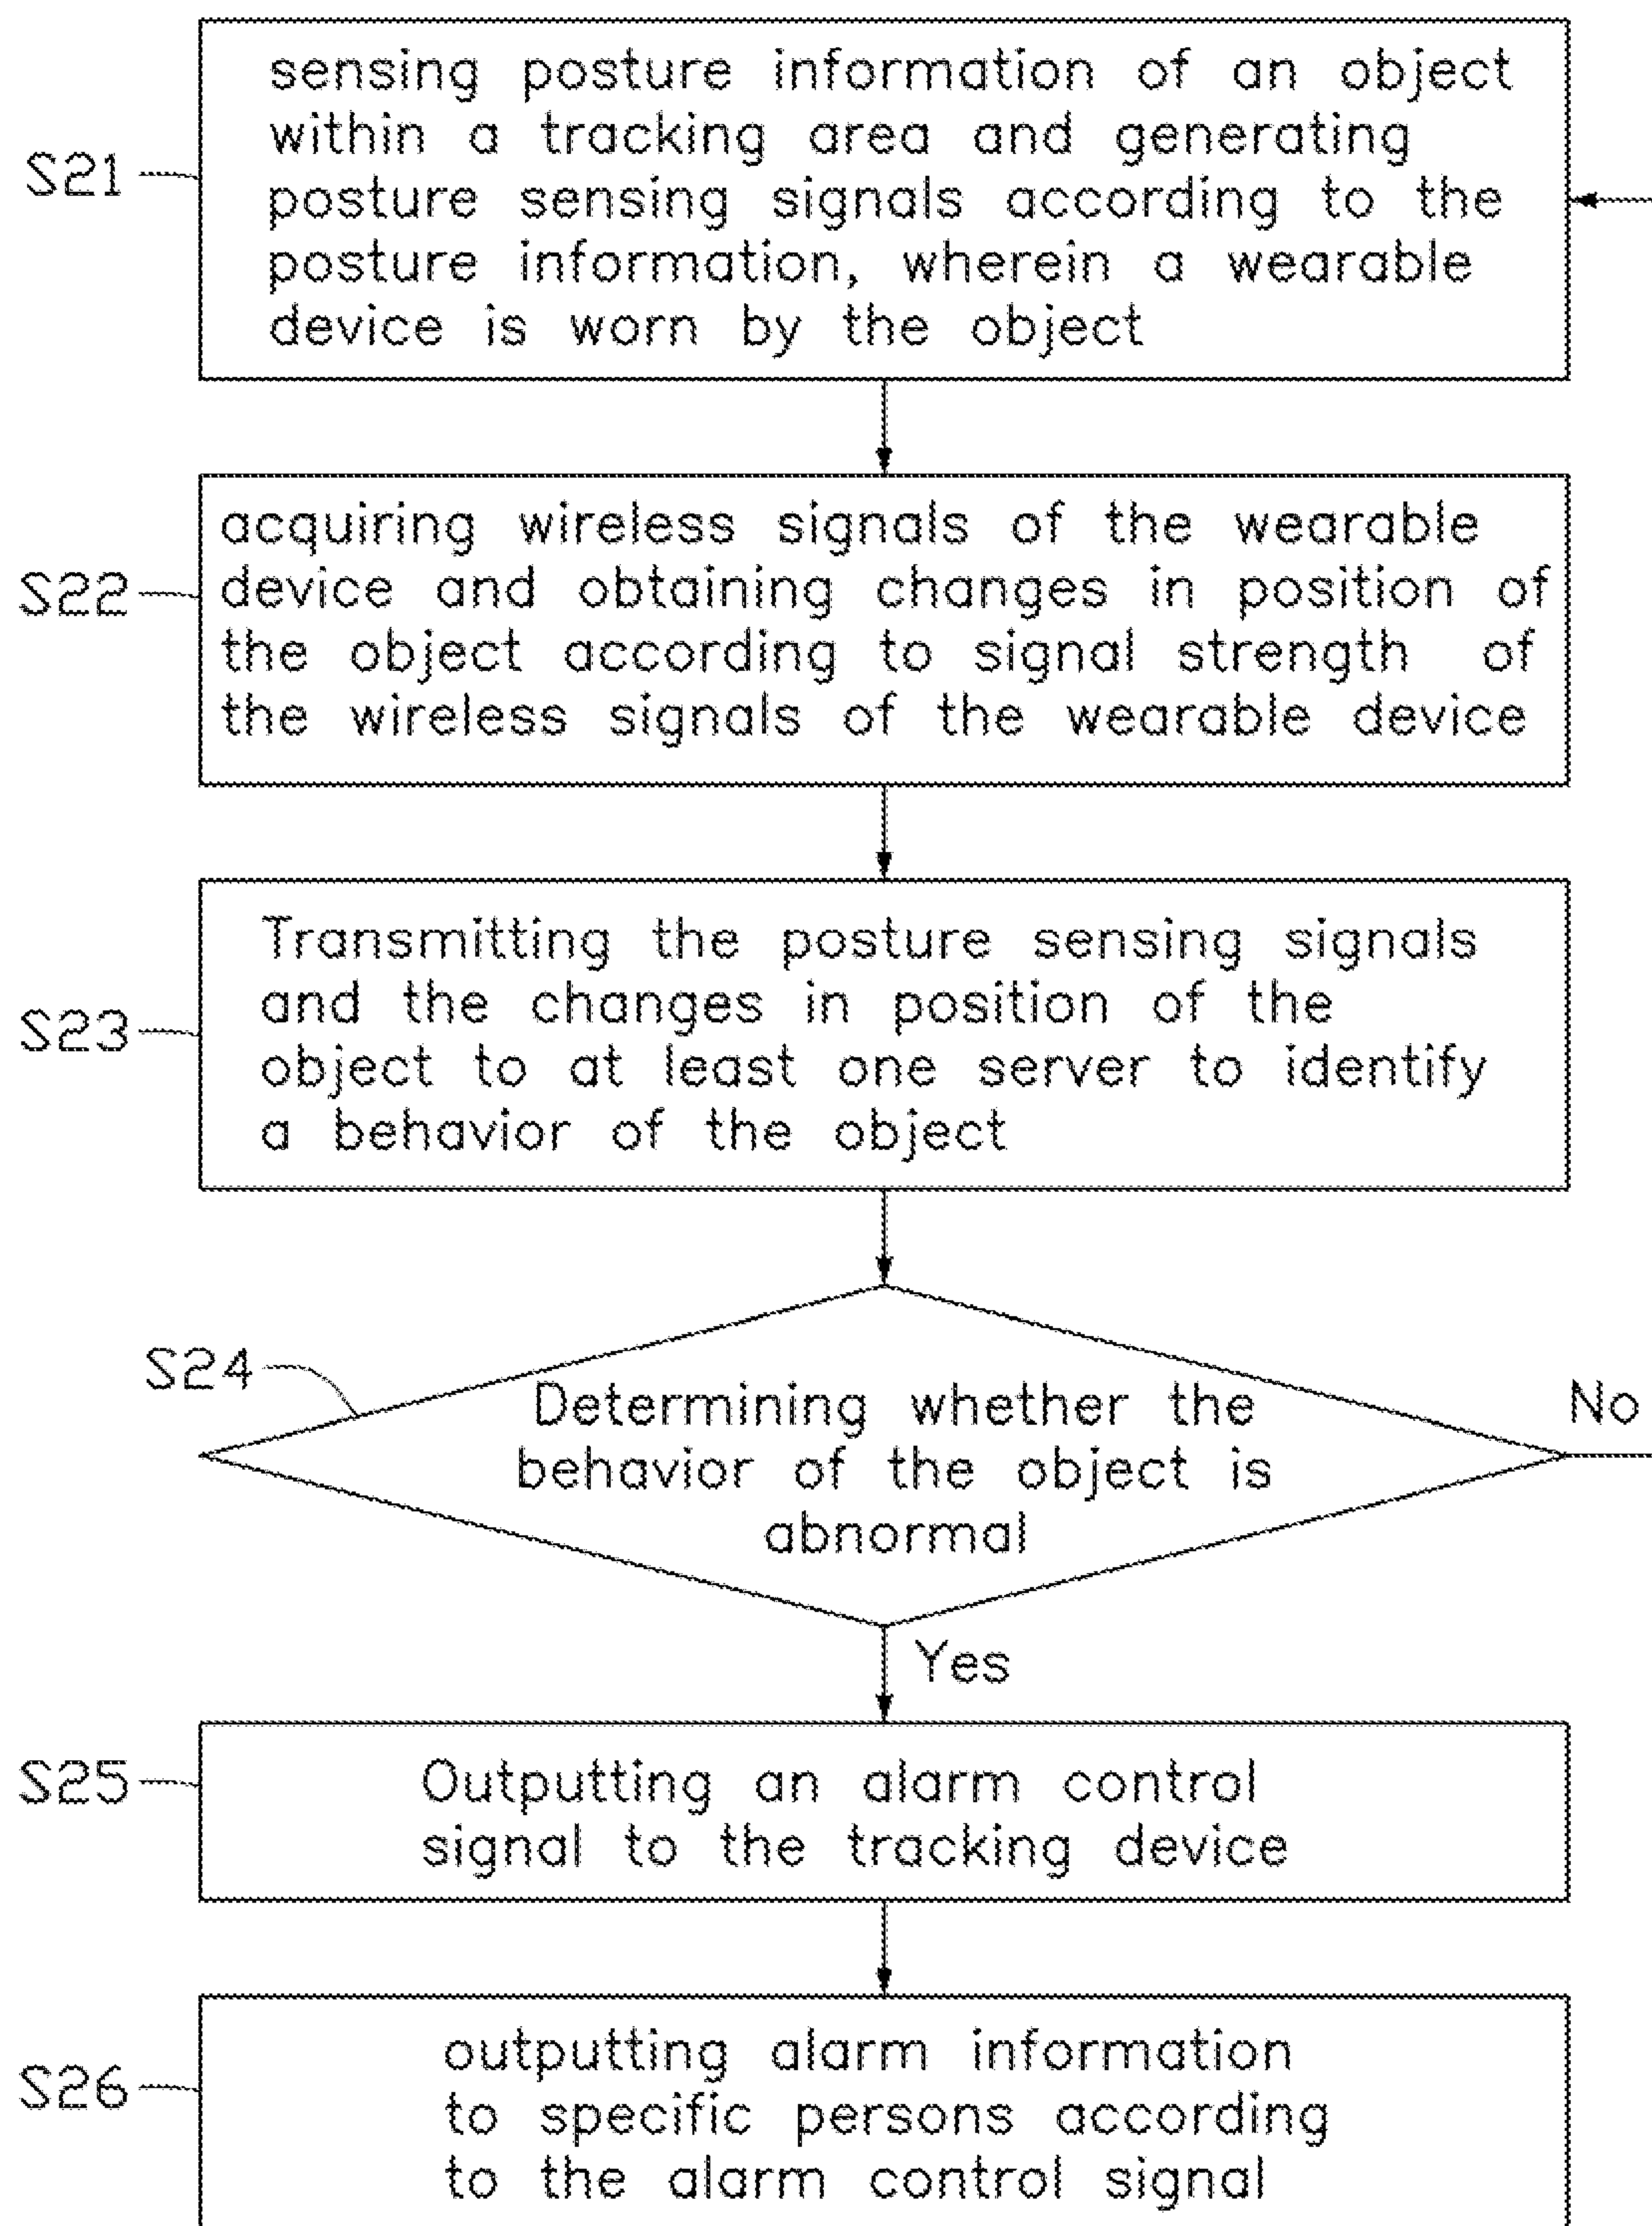 S21
sensing posture information of an object
within a tracking area and generating
posture sensing signals according to the
posture information, wherein a wearable
device is worn by the object
S22
acquiring wireless signals of the wearable
device and obtaining changes in position of
the object according to signal strength of
the wireless signals of the wearable device
S23
Transmitting the posture sensing signals
and the changes in position of the
object to at least one server to identify
a behavior of the object
S24
Determining whether the
behavior of the object is
abnormal
No
Yes
S25
Outputting an alarm control
signal to the tracking device
S26
outputting alarm information
to specific persons according
to the alarm control signal